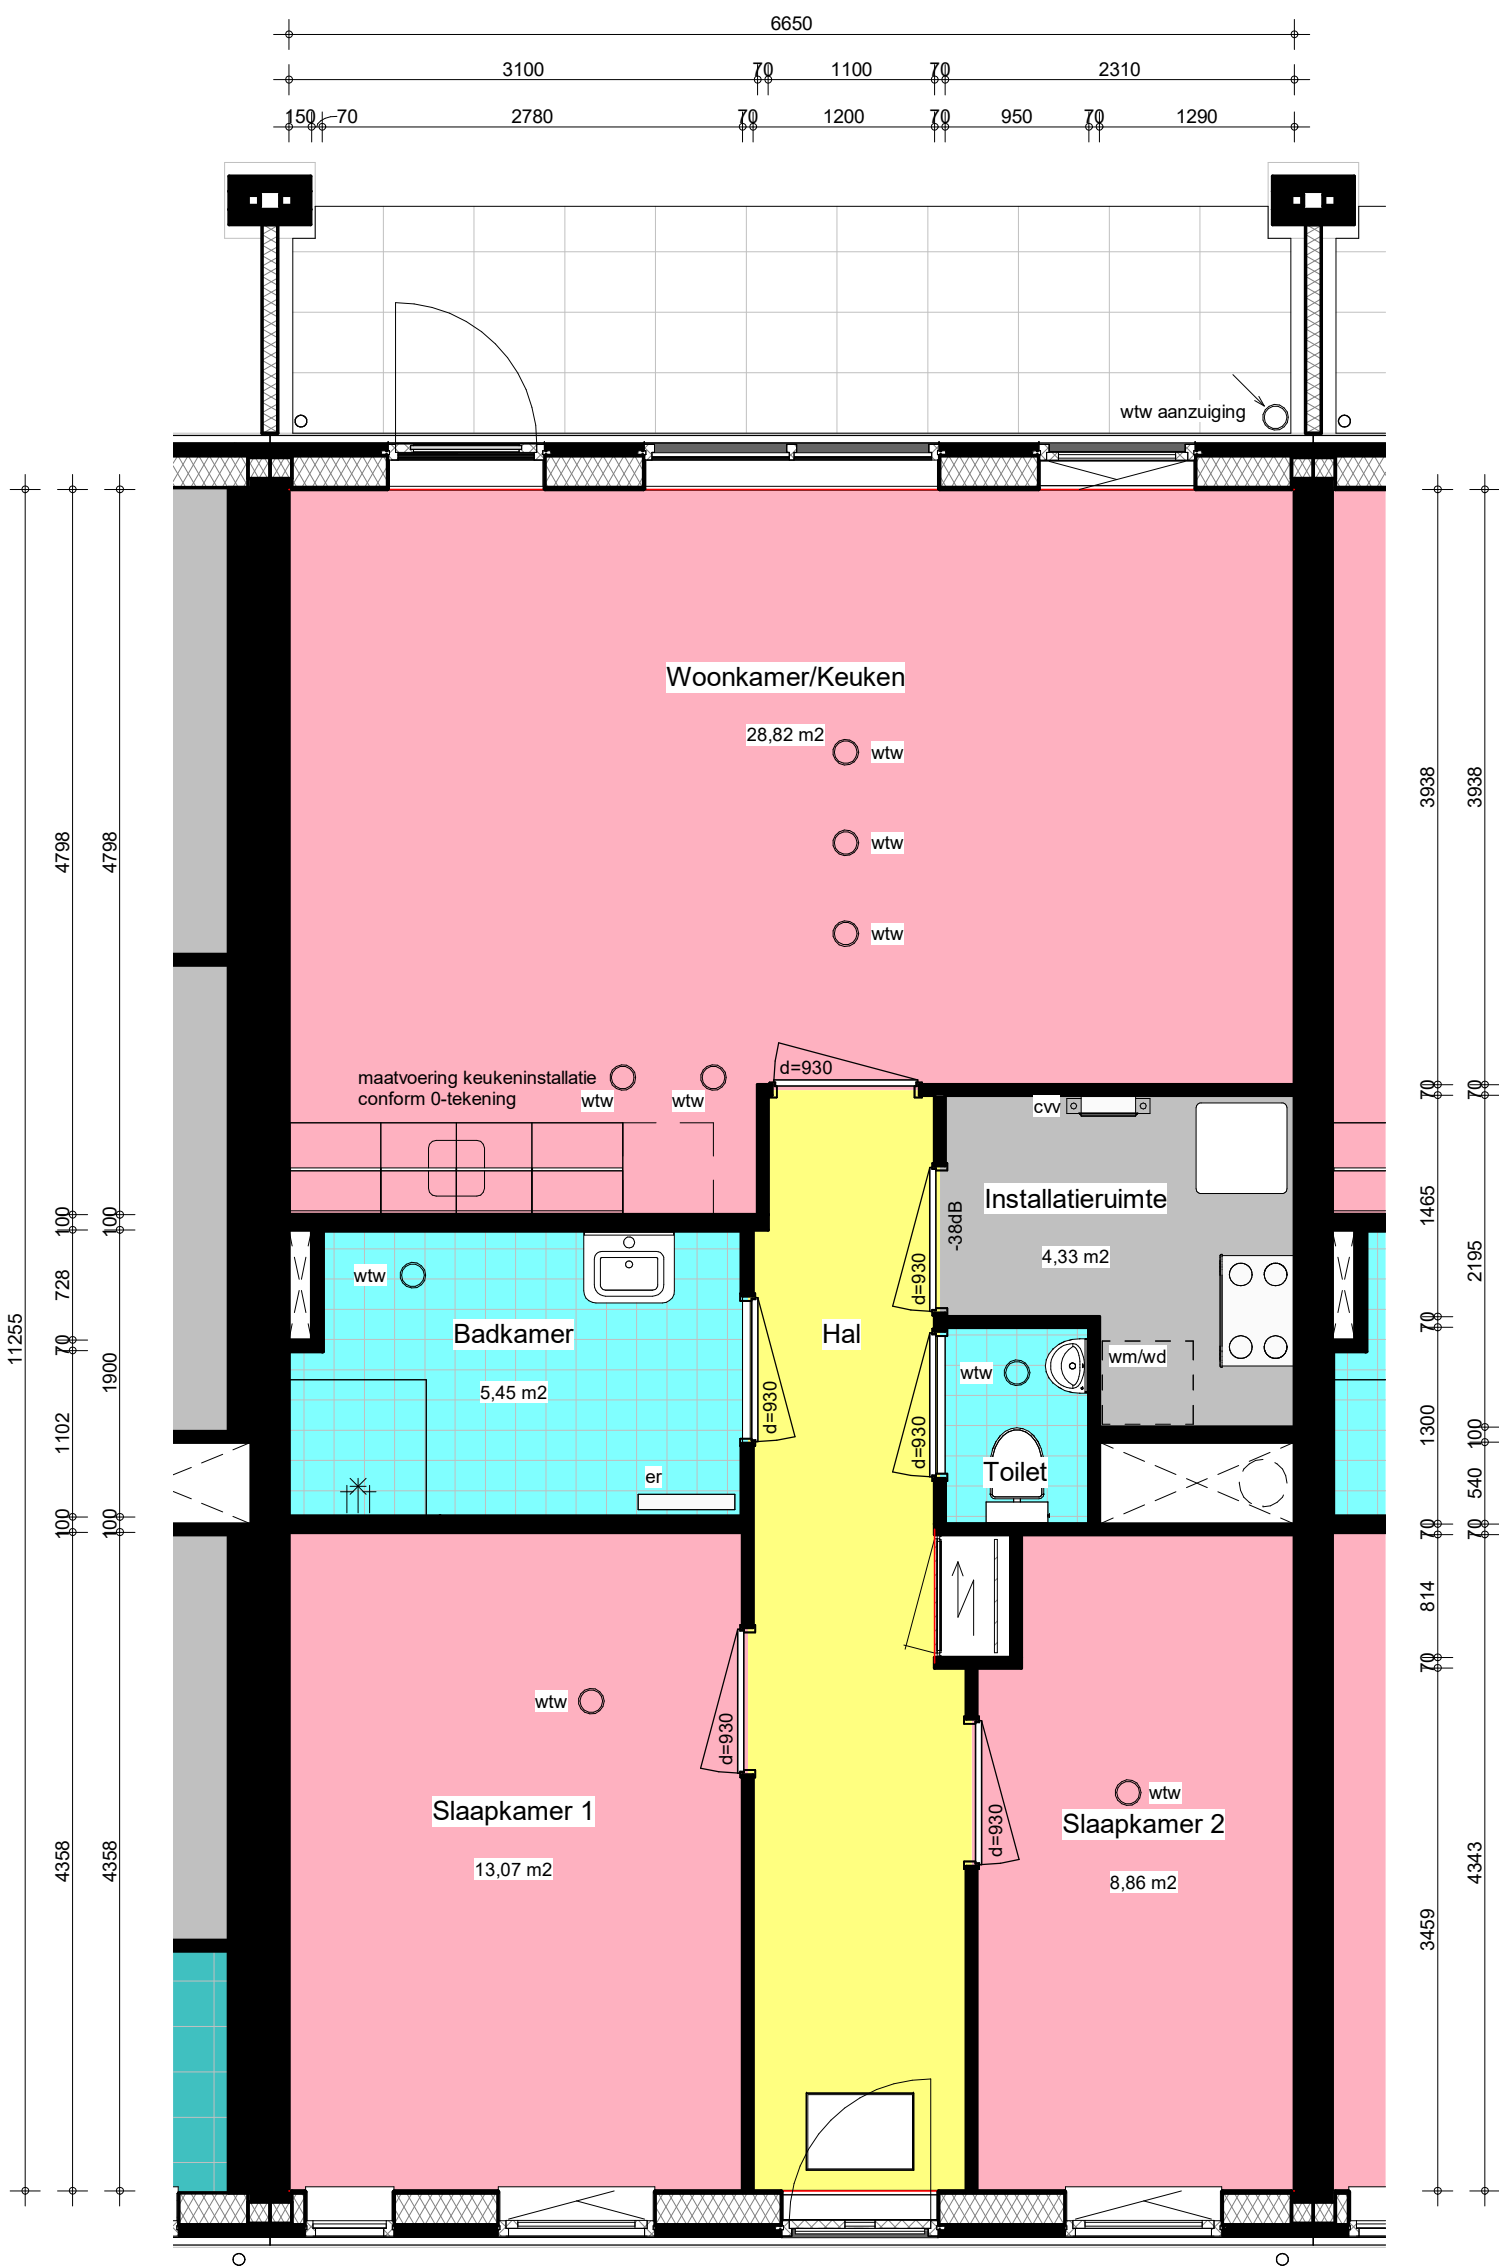 6650
3100
70
1100
70
2310
150
70
2780
70
1200
70
950
70
1290
wtw aanzuiging
Woonkamer/Keuken
28,82 m2
wtw
wtw
wtw
maatvoering keukeninstallatie
conform 0-tekening
wtw
wtw
d=930
cvv
Installatieruimte
4,33 m2
-38dB
d=930
wtw
Badkamer
5,45 m2
Hal
d=930
wtw
wm/wd
d=930
Toilet
er
wtw
d=930
Slaapkamer 1
13,07 m2
wtw
Slaapkamer 2
d=930
8,86 m2
11255
4798
100
728
70
1102
100
4358
4798
100
1900
100
4358
3938
70
1465
70
1300
70
814
70
3459
3938
70
2195
100
540
70
4343